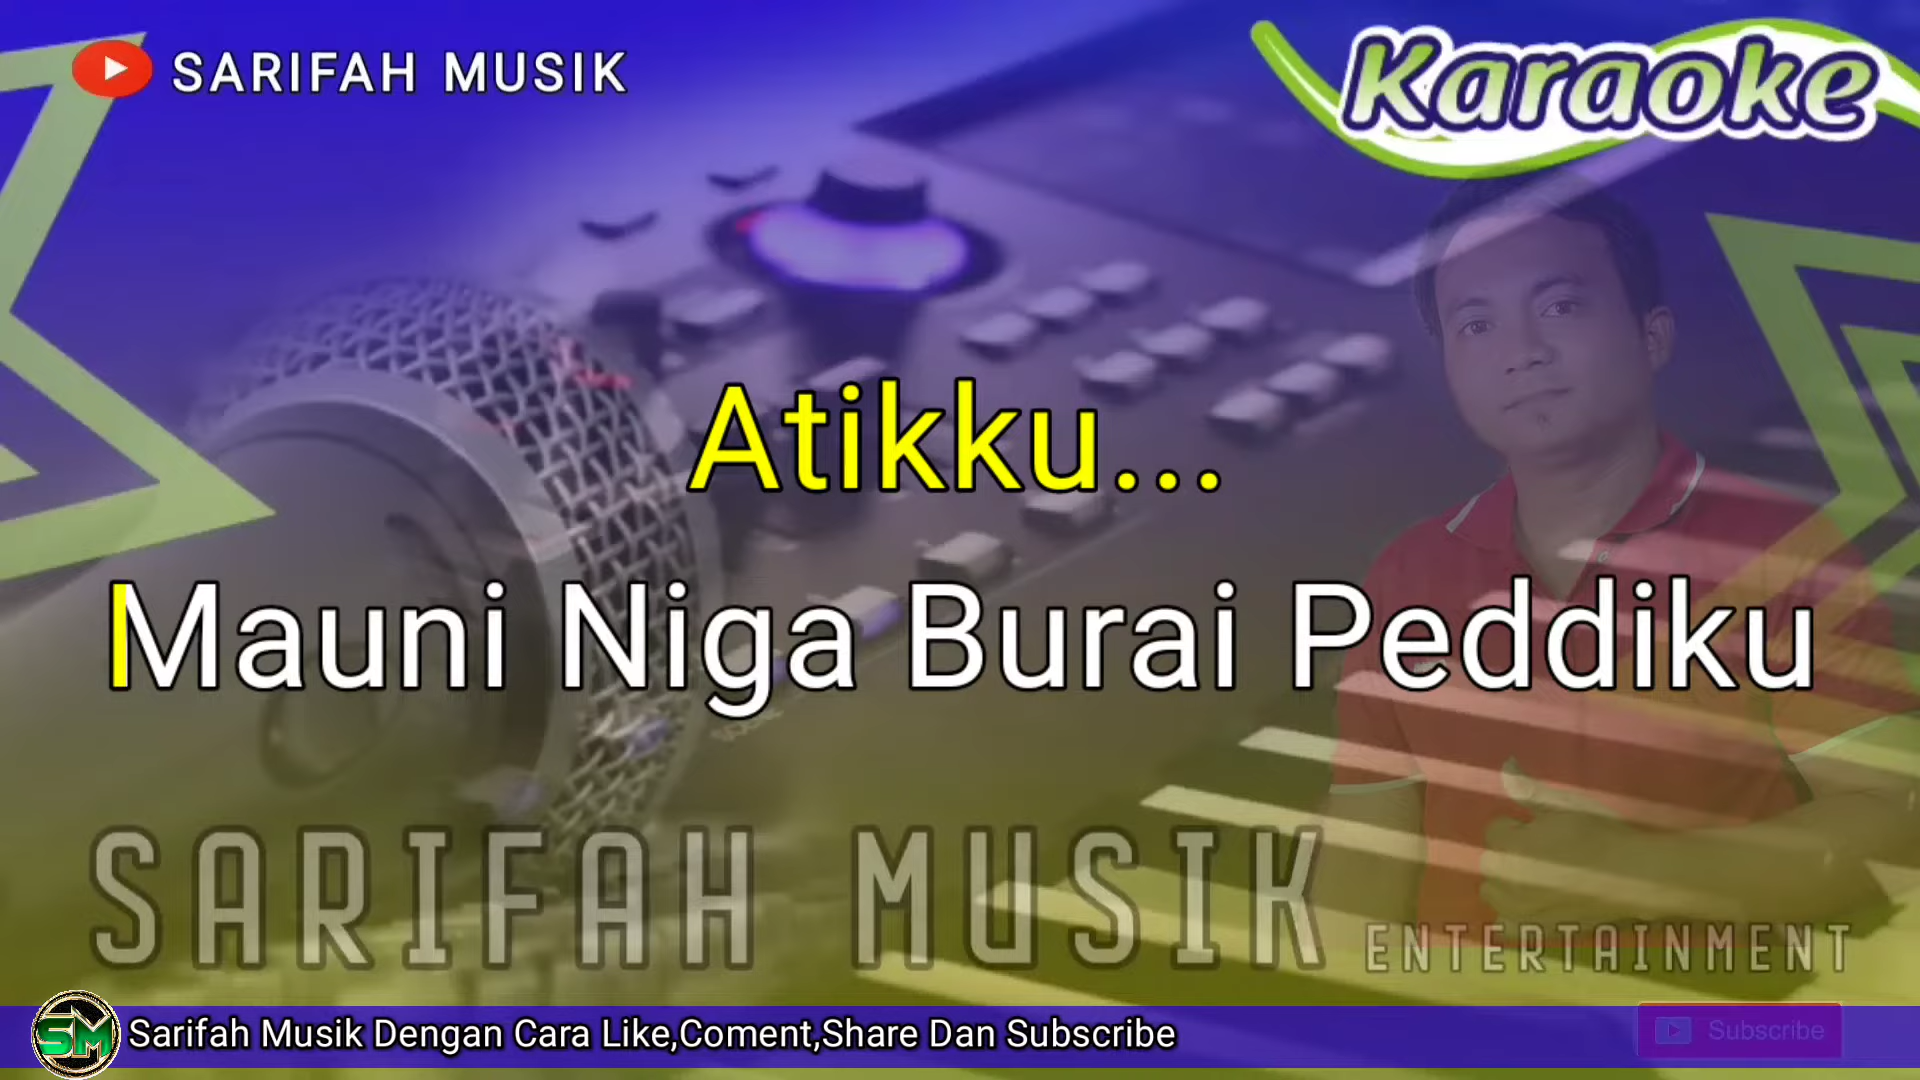 SARIFAH MUSIK
Karaoke
Atikku...
Mauni Niga Burai Peddiku
SARIFAH MUSIK ENTERTAINMENT
SM
Sarifah Musik Dengan Cara Like,Coment,Share Dan Subscribe
Subscribe